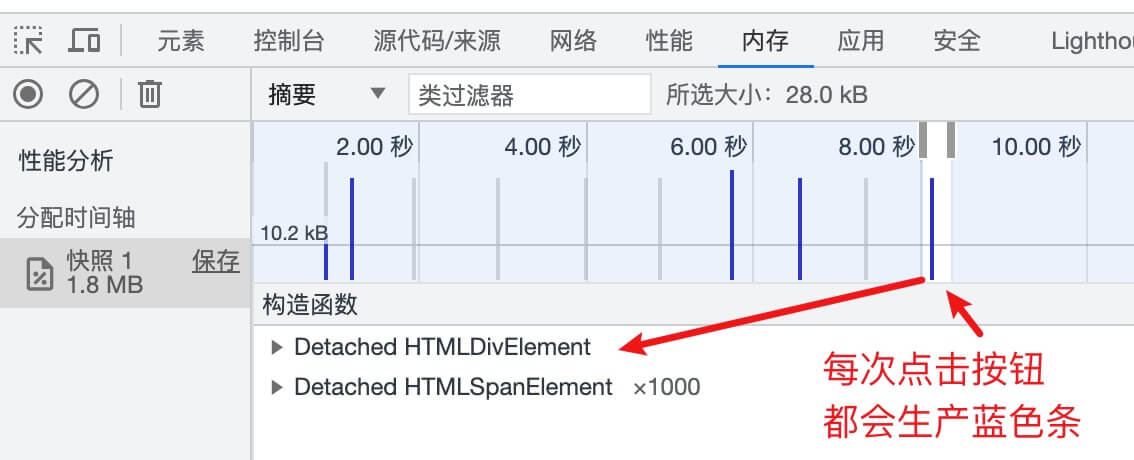 元素 控制台 源代码/来源 网络 性能 内存 应用 安全 Lightho
摘要 类过滤器 所选大小：28.0 kB
性能分析
分配时间轴
快照 1 保存
1.8 MB
2.00 秒 4.00 秒 6.00 秒 8.00 秒 10.00 秒
10.2 kB
构造函数
Detached HTMLDivElement
Detached HTMLSpanElement ×1000
每次点击按钮
都会生产蓝色条